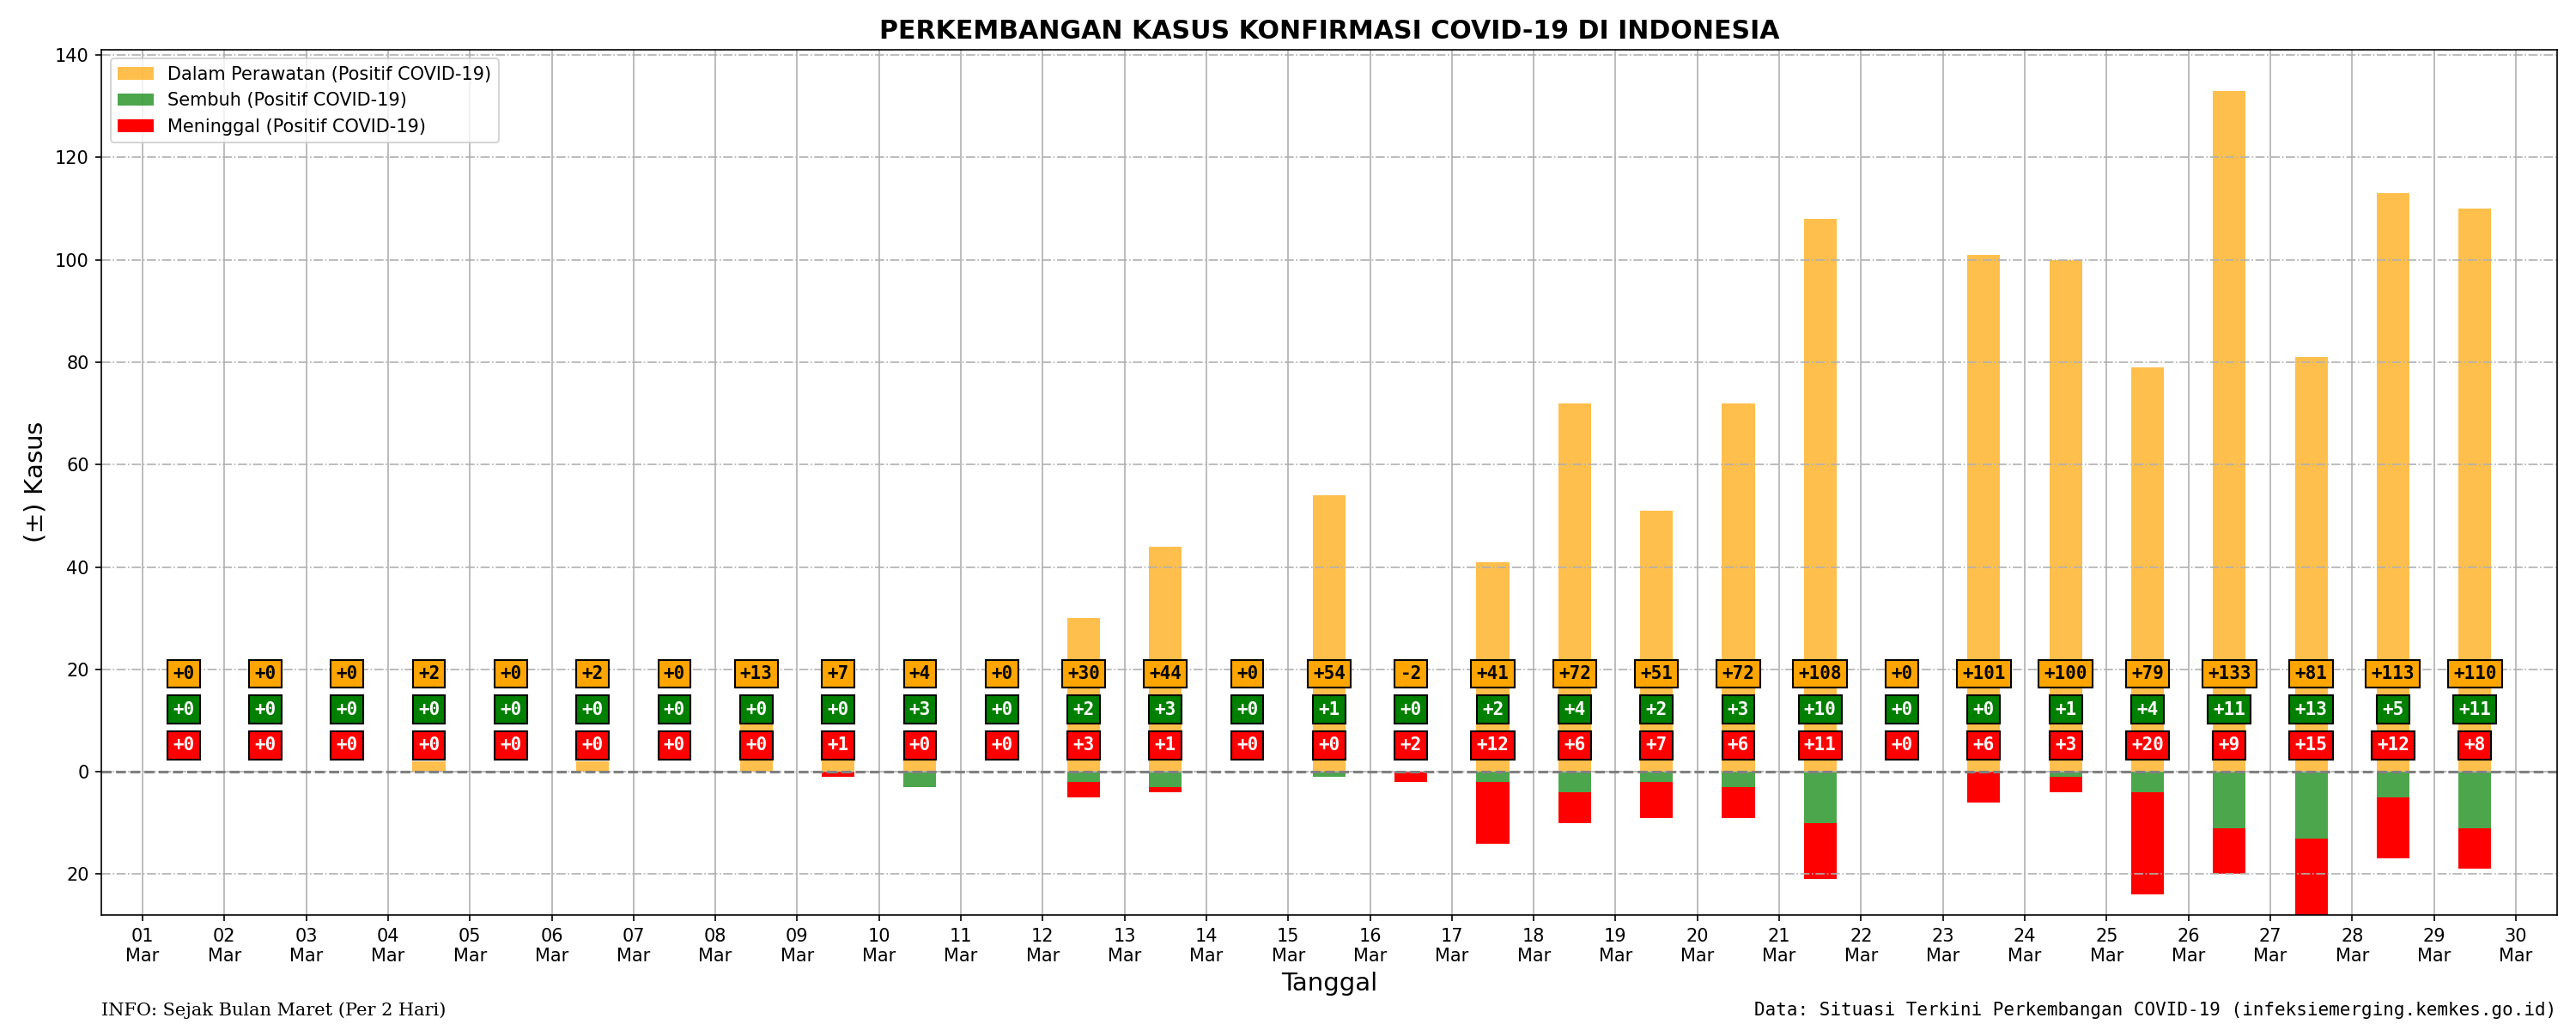 PERKEMBANGAN KASUS KONFIRMASI COVID-19 DI INDONESIA
Dalam Perawatan (Positif COVID-19)
Sembuh (Positif COVID-19)
Meninggal (Positif COVID-19)
(±) Kasus
140
120
100
80
60
40
20
0
20
+0 +0 +0 +2 +0 +2 +0 +13 +7 +4 +0 +30 +44 +0 +54 -2 +41 +72 +51 +72 +108 +0 +101 +100 +79 +133 +81 +113 +110
+0 +0 +0 +0 +0 +0 +0 +0 +0 +3 +0 +2 +3 +0 +1 +0 +2 +4 +2 +3 +10 +0 +0 +1 +4 +11 +13 +5 +11
+0 +0 +0 +0 +0 +0 +0 +0 +1 +0 +0 +3 +1 +0 +0 +2 +12 +6 +7 +6 +11 +0 +6 +3 +20 +9 +15 +12 +8
01 02 03 04 05 06 07 08 09 10 11 12 13 14 15 16 17 18 19 20 21 22 23 24 25 26 27 28 29 30
Mar Mar Mar Mar Mar Mar Mar Mar Mar Mar Mar Mar Mar Mar Mar Mar Mar Mar Mar Mar Mar Mar Mar Mar Mar Mar Mar Mar Mar Mar
Tanggal
INFO: Sejak Bulan Maret (Per 2 Hari)
Data: Situasi Terkini Perkembangan COVID-19 (infeksiemerging.kemkes.go.id)